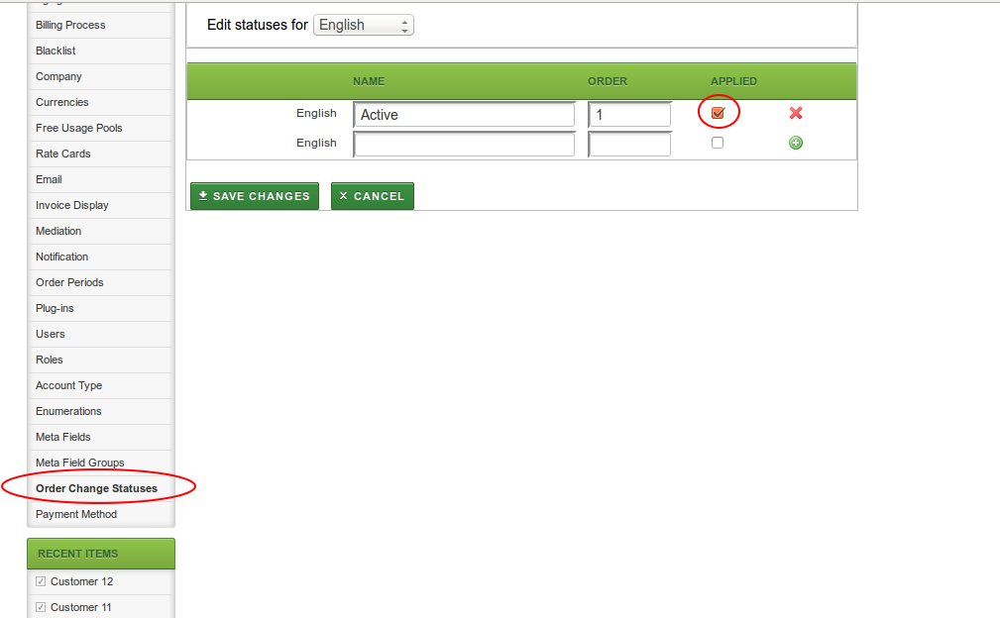 Billing Process
Blacklist
Company
Currencies
Free Usage Pools
Rate Cards
Email
Invoice Display
Mediation
Notification
Order Periods
Plug-ins
Users
Roles
Account Type
Enumerations
Meta Fields
Meta Field Groups
Order Change Statuses
Payment Method
RECENT ITEMS
Customer 12
Customer 11
Edit statuses for English
NAME ORDER APPLIED
English Active 1
English
SAVE CHANGES CANCEL